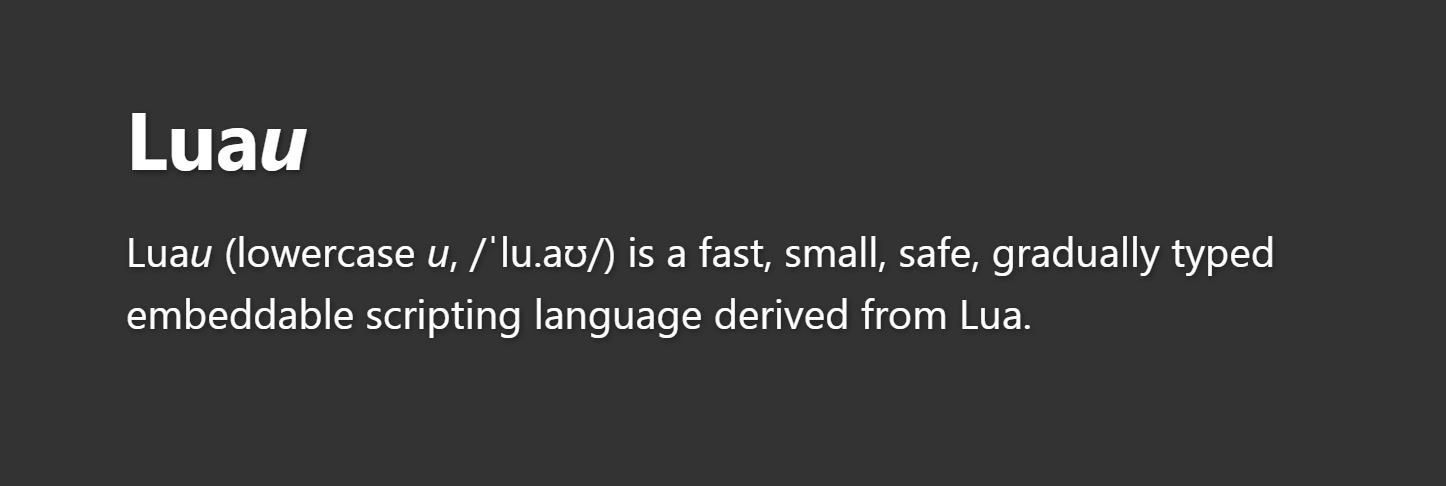 Luau
Luau (lowercase u, /ˈlu.aʊ/) is a fast, small, safe, gradually typed
embeddable scripting language derived from Lua.